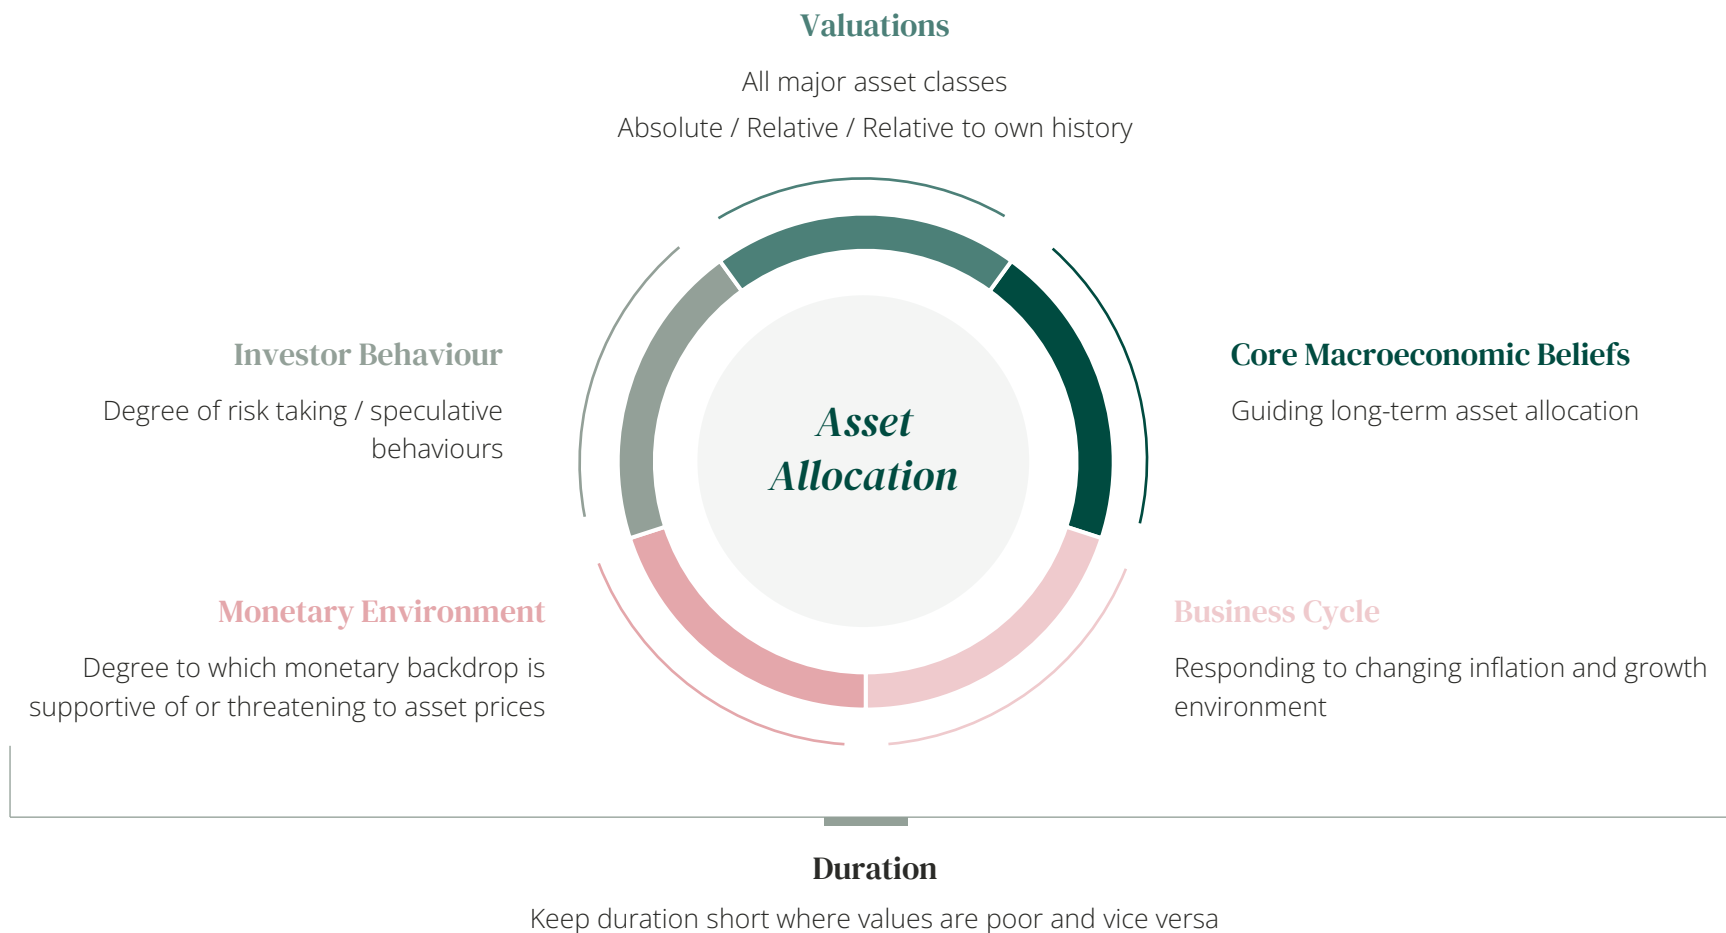 Valuations
All major asset classes
Absolute / Relative / Relative to own history
Investor Behaviour
Degree of risk taking / speculative
behaviours
Asset
Allocation
Core Macroeconomic Beliefs
Guiding long-term asset allocation
Monetary Environment
Degree to which monetary backdrop is
supportive of or threatening to asset prices
Business Cycle
Responding to changing inflation and growth
environment
Duration
Keep duration short where values are poor and vice versa